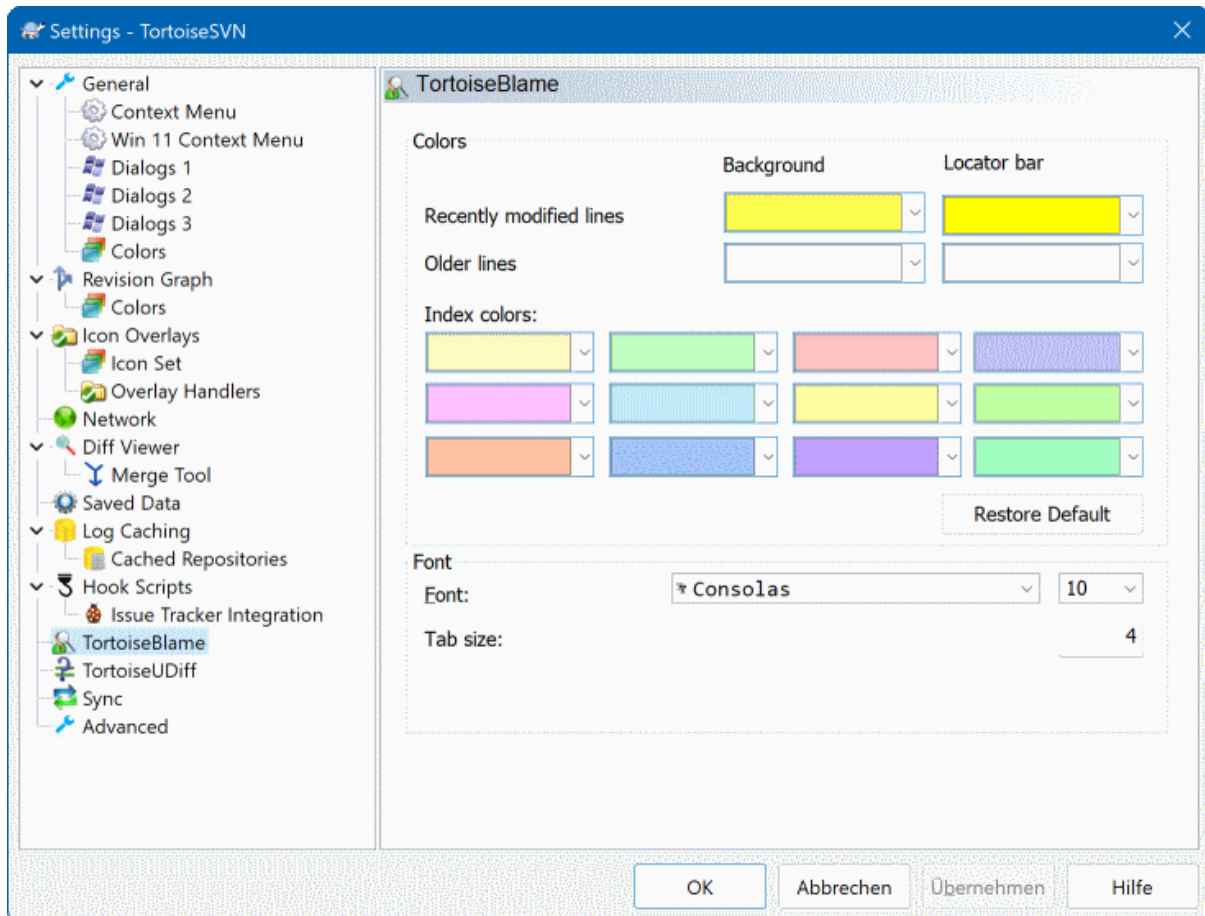 Settings - TortoiseSVN
General
Context Menu
Win 11 Context Menu
Dialogs 1
Dialogs 2
Dialogs 3
Colors
Revision Graph
Colors
Icon Overlays
Icon Set
Overlay Handlers
Network
Diff Viewer
Merge Tool
Saved Data
Log Caching
Cached Repositories
Hook Scripts
Issue Tracker Integration
TortoiseBlame
TortoiseUDiff
Sync
Advanced
TortoiseBlame
Colors
Background Locator bar
Recently modified lines
Older lines
Index colors:
Restore Default
Font
Font: Consolas 10
Tab size: 4
OK Abbrechen Übernehmen Hilfe